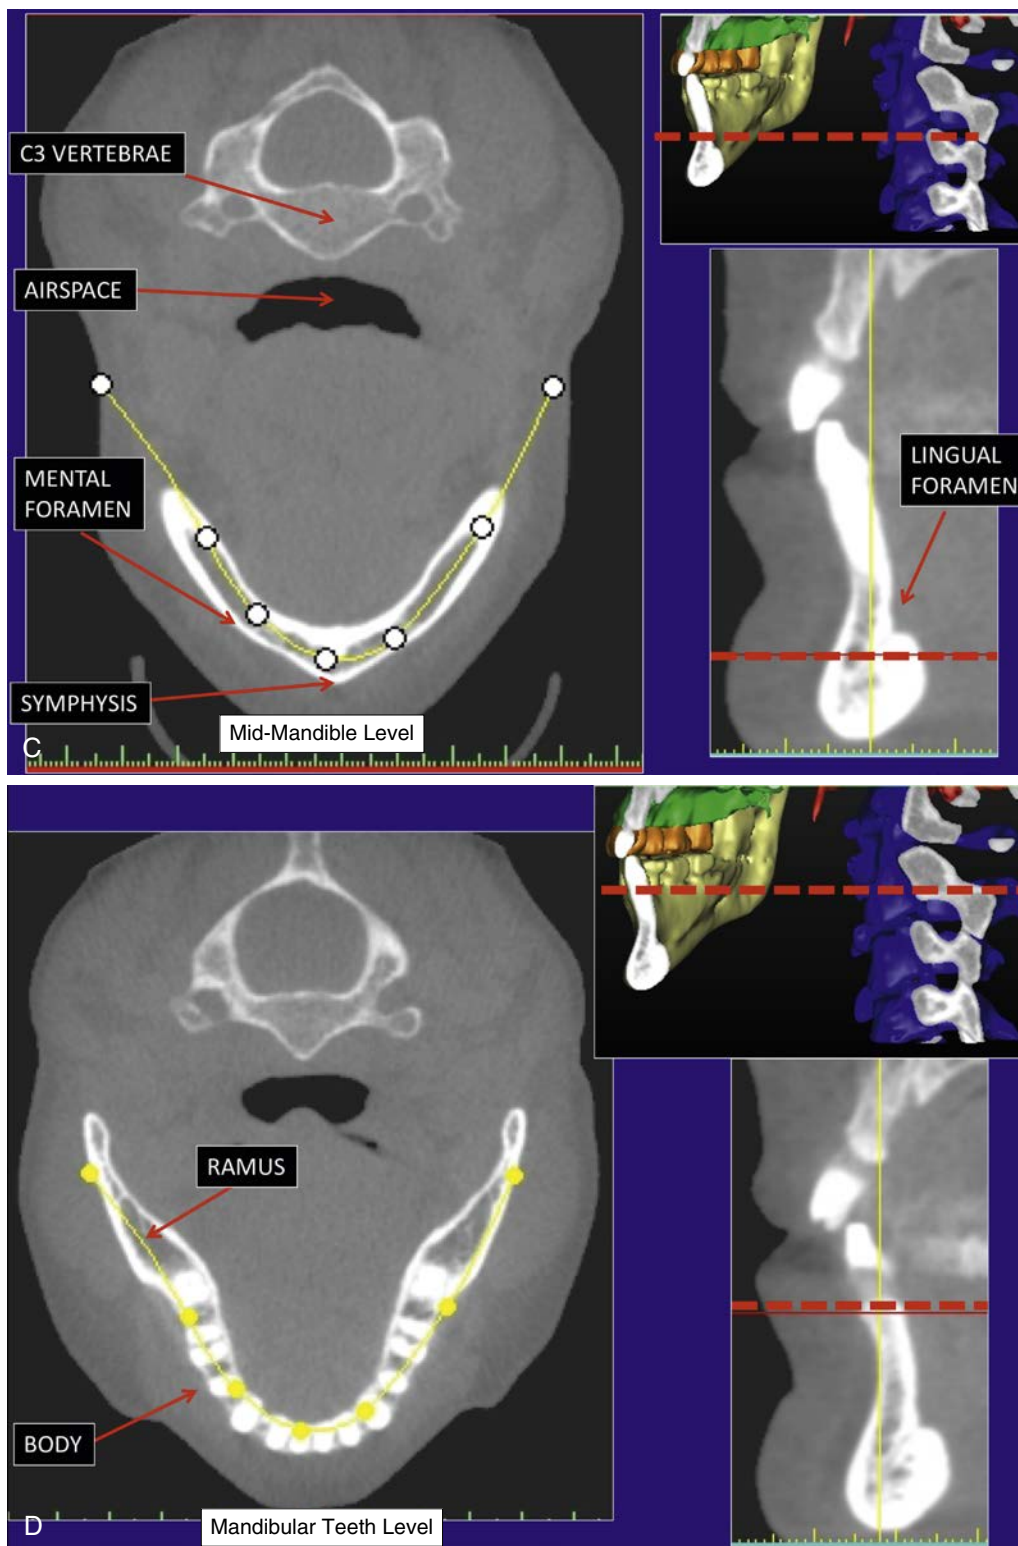 C3 VERTEBRAE
AIRSPACE
MENTAL
FORAMEN
LINGUAL
FORAMEN
SYMPHYSIS
Mid-Mandible Level
C
RAMUS
BODY
D
Mandibular Teeth Level